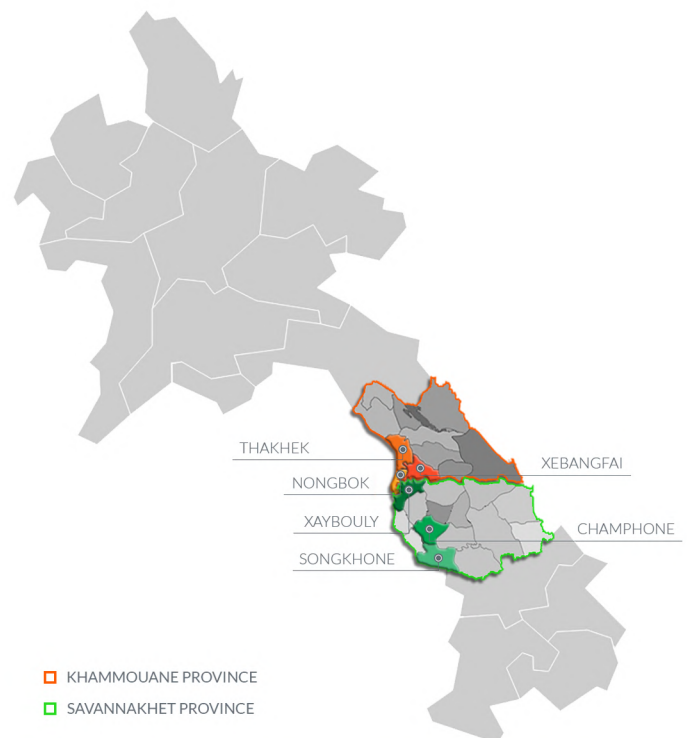 THAKHEK
XEBANGFAI
NONGBOK
XAYBOULY
CHAMPHONE
SONGKHONE
KHAMMOUANE PROVINCE
SAVANNAKHET PROVINCE